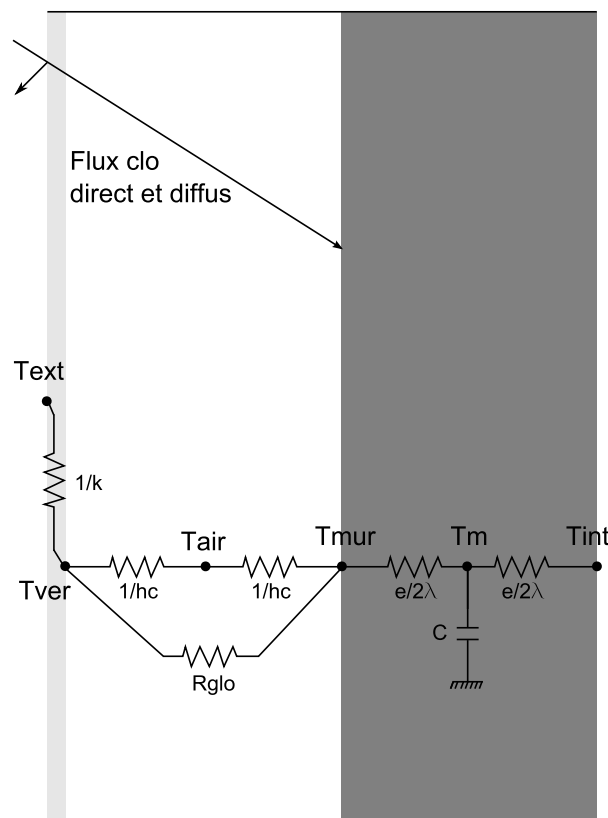 Flux clo
direct et diffus
Text
1/k
Tver
1/hc
Tair
1/hc
Tmur
e/2λ
Tm
e/2λ
Tint
C
Rglo